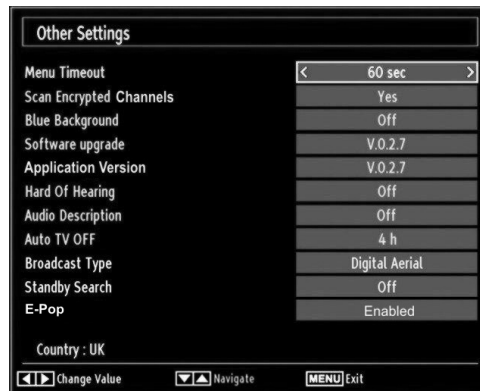 Other Settings
Menu Timeout < 60 sec >
Scan Encrypted Channels Yes
Blue Background Off
Software upgrade V.0.2.7
Application Version V.0.2.7
Hard Of Hearing Off
Audio Description Off
Auto TV OFF 4 h
Broadcast Type Digital Aerial
Standby Search Off
E-Pop Enabled
Country : UK
Change Value Navigate MENU Exit